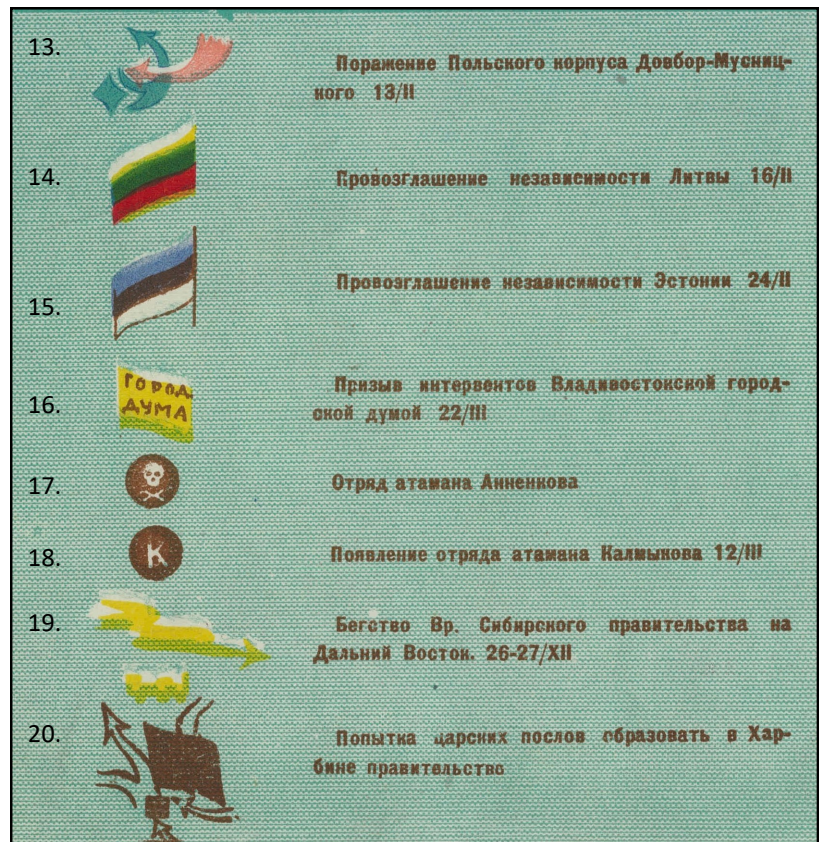 13.
Поражение Польского корпуса Довбор-Мусниц-
кого 13/II
14.
Провозглашение независимости Литвы 16/II
15.
Провозглашение независимости Эстонии 24/II
16.
ГОРОД.
ДУМА
Призыв интервентов Владивостокской город-
ской думой 22/III
17.
Отряд атамана Анненкова
18.
К
Появление отряда атамана Калмыкова 12/III
19.
Бегство Вр. Сибирского правительства на
Дальний Восток. 26-27/XII
20.
Попытка царских послов образовать в Хар-
бине правительство